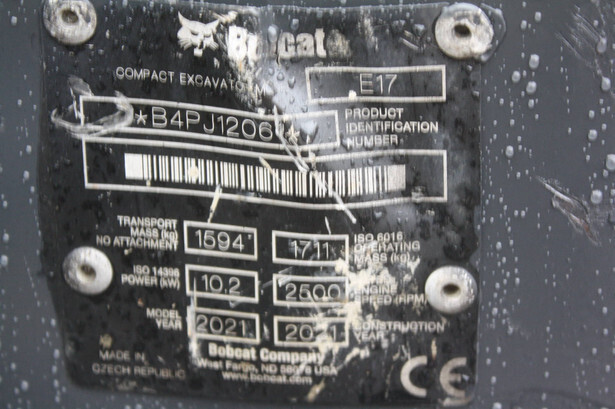 Bobcat
COMPACT EXCAVATOR
E17
PRODUCT
IDENTIFICATION
NUMBER
TRANSPORT
MASS (kg)
NO ATTACHMENT
1594
1711
ISO 6016
OPERATING
MASS (kg)
ISO 14396
POWER (kW)
10.2
2500
ENGINE
SPEED (RPM)
MODEL
YEAR
2021
CONSTRUCTION
YEAR
MADE IN
CZECH REPUBLIC
Bobcat Company
West Fargo, ND 58078 USA
www.bobcat.com
CE